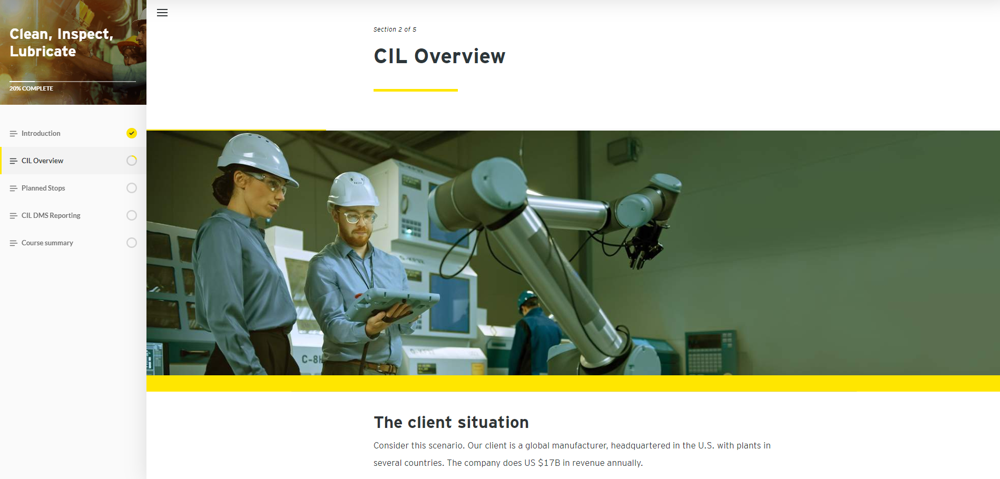 Clean, Inspect,
Lubricate
20% COMPLETE
Introduction
CIL Overview
Planned Stops
CIL DMS Reporting
Course summary
Section 2 of 5
CIL Overview
C-8
The client situation
Consider this scenario. Our client is a global manufacturer, headquartered in the U.S. with plants in
several countries. The company does US $17B in revenue annually.